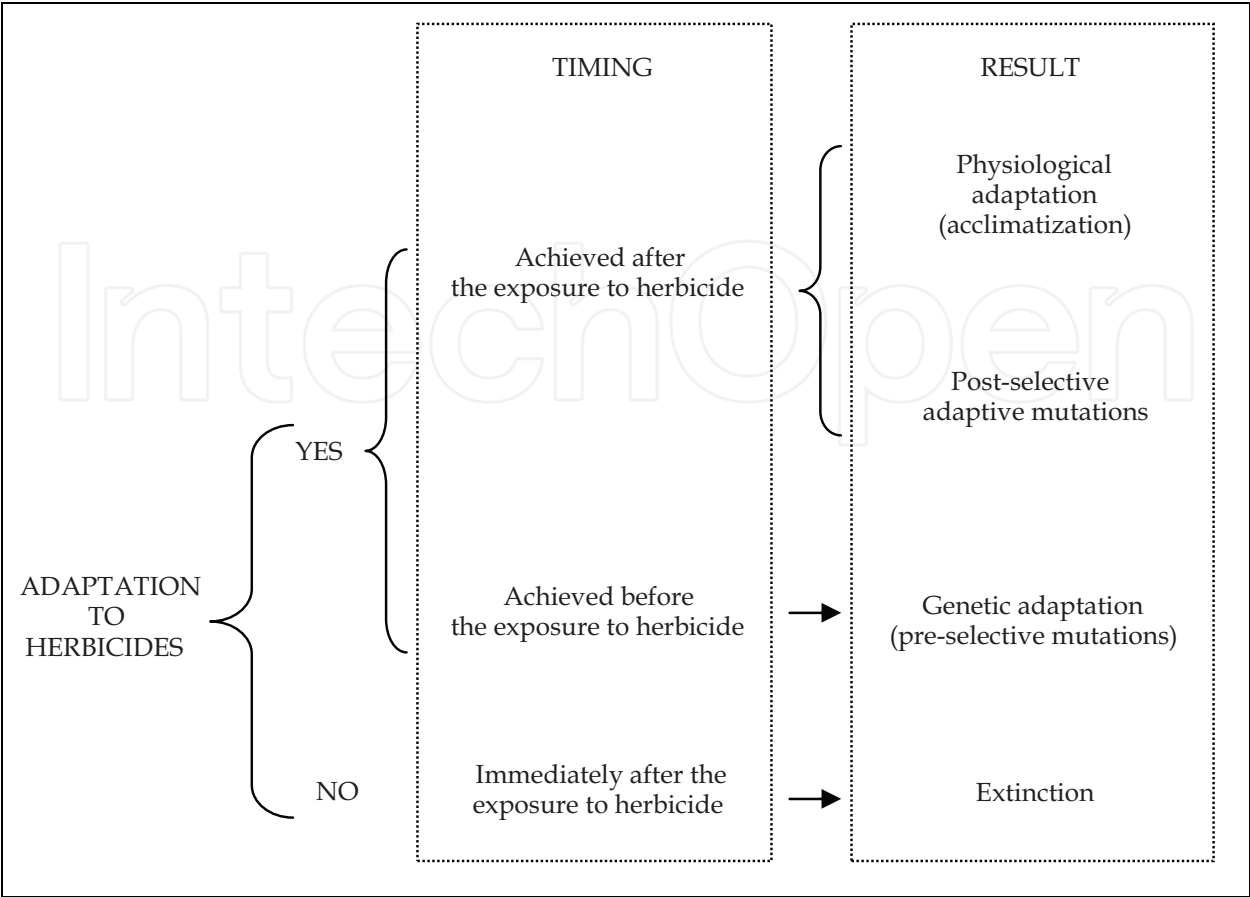 TIMING
RESULT
Physiological
adaptation
(acclimatization)
Achieved after
the exposure to herbicide
Post-selective
adaptive mutations
YES
ADAPTATION
TO
HERBICIDES
Achieved before
the exposure to herbicide
Genetic adaptation
(pre-selective mutations)
NO
Immediately after the
exposure to herbicide
Extinction
IntechOpen